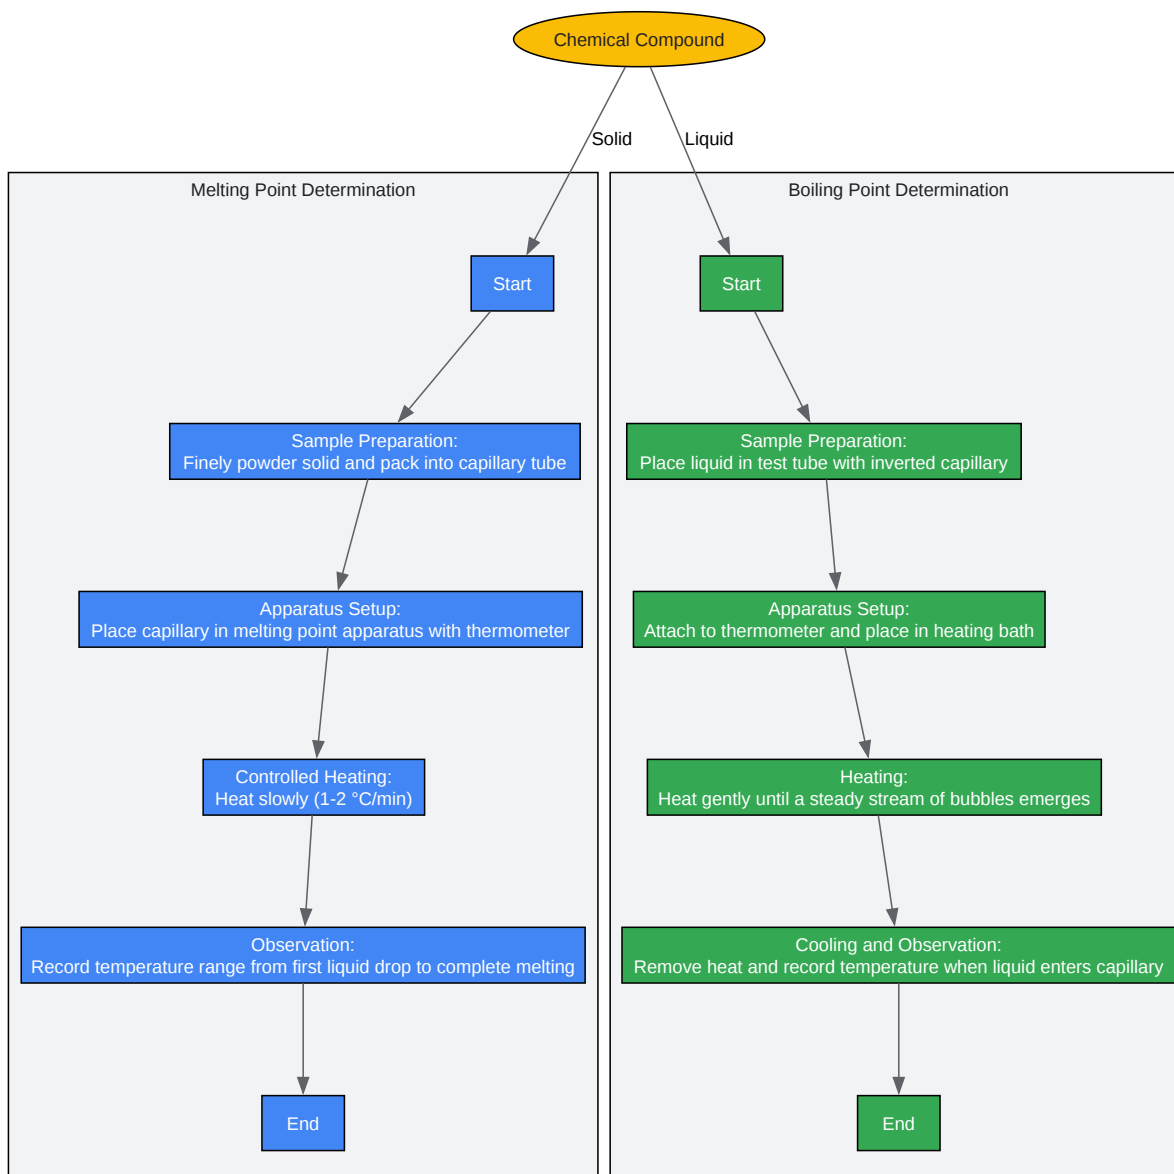 Chemical Compound
Solid
Liquid
Melting Point Determination
Start
Sample Preparation:
Finely powder solid and pack into capillary tube
Apparatus Setup:
Place capillary in melting point apparatus with thermometer
Controlled Heating:
Heat slowly (1-2 °C/min)
Observation:
Record temperature range from first liquid drop to complete melting
End
Boiling Point Determination
Start
Sample Preparation:
Place liquid in test tube with inverted capillary
Apparatus Setup:
Attach to thermometer and place in heating bath
Heating:
Heat gently until a steady stream of bubbles emerges
Cooling and Observation:
Remove heat and record temperature when liquid enters capillary
End